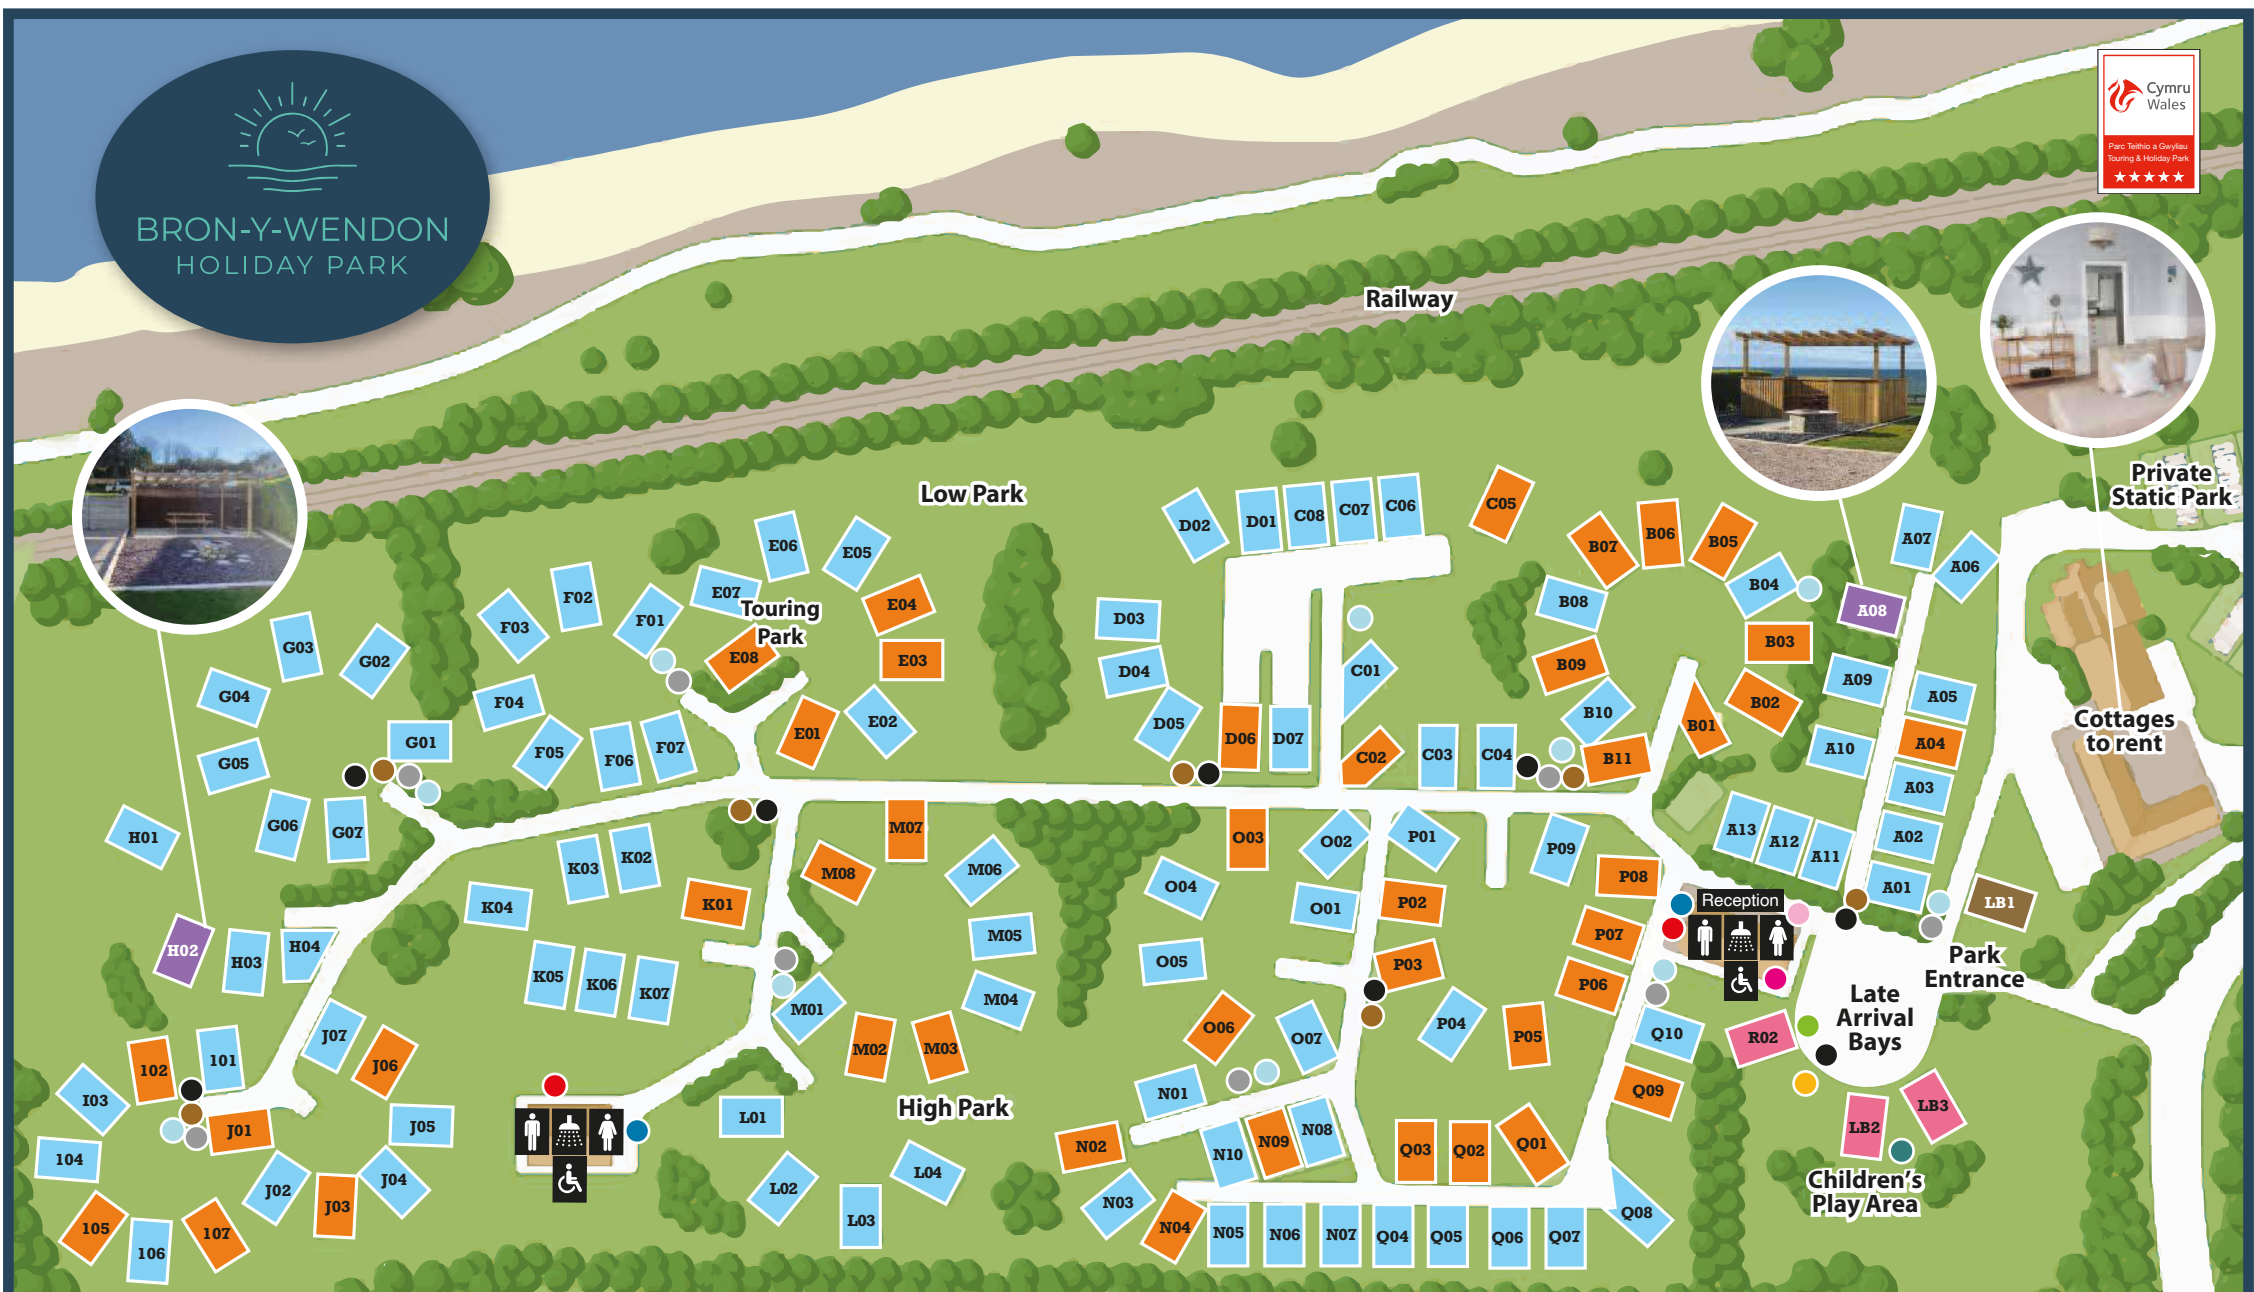 BRON-Y-WENDON
HOLIDAY PARK
Cymru
Wales
Parc Teithio a Gwyliau
Touring & Holiday Park
Railway
Low Park
Private
Static Park
Touring
Park
Cottages
to rent
Reception
Park
Entrance
Late
Arrival
Bays
High Park
Children's
Play Area
A01
A02
A03
A04
A05
A06
A07
A08
A09
A10
A11
A12
A13
B01
B02
B03
B04
B05
B06
B07
B08
B09
B10
B11
C01
C02
C03
C04
C05
C06
C07
C08
D01
D02
D03
D04
D05
D06
D07
E01
E02
E03
E04
E05
E06
E07
E08
F01
F02
F03
F04
F05
F06
F07
G01
G02
G03
G04
G05
G06
G07
H01
H02
H03
H04
101
102
I03
104
105
106
107
J01
J02
J03
J04
J05
J06
J07
K01
K02
K03
K04
K05
K06
K07
L01
L02
L03
L04
M01
M02
M03
M04
M05
M06
M07
M08
N01
N02
N03
N04
N05
N06
N07
N08
N09
N10
O01
O02
O03
O04
O05
O06
O07
P01
P02
P03
P04
P05
P06
P07
P08
P09
Q01
Q02
Q03
Q04
Q05
Q06
Q07
Q08
Q09
Q10
R02
LB1
LB2
LB3